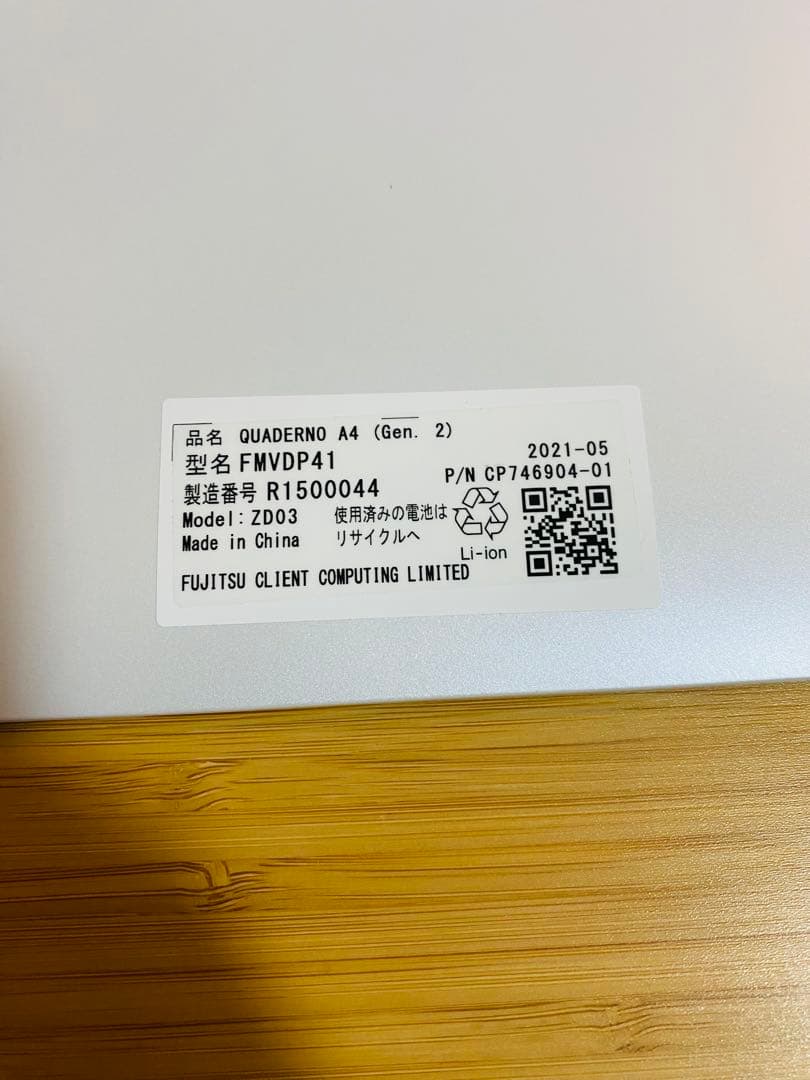 品名 QUADERNO A4 (Gen. 2)
型名 FMVDP41
2021-05
P/N CP746904-01
製造番号 R1500044
Model: ZD03
Made in China
使用済みの電池は
リサイクルへ
Li-ion
FUJITSU CLIENT COMPUTING LIMITED